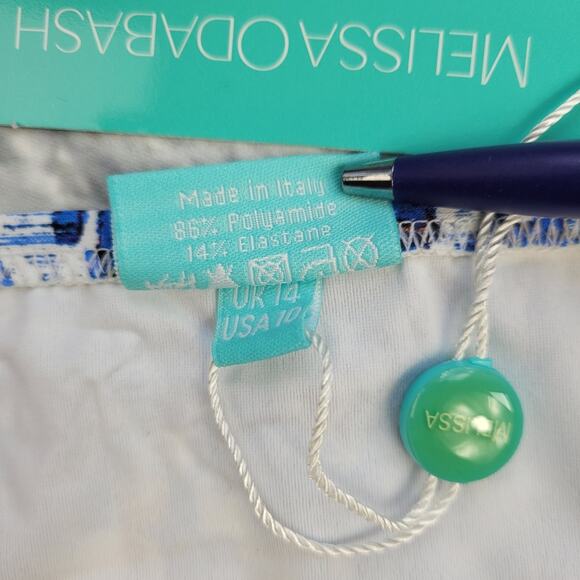 MELISSA ODABASH
Made in Italy
86% Polyamide
14% Elastane
UK 14
USA 10
MELISSA